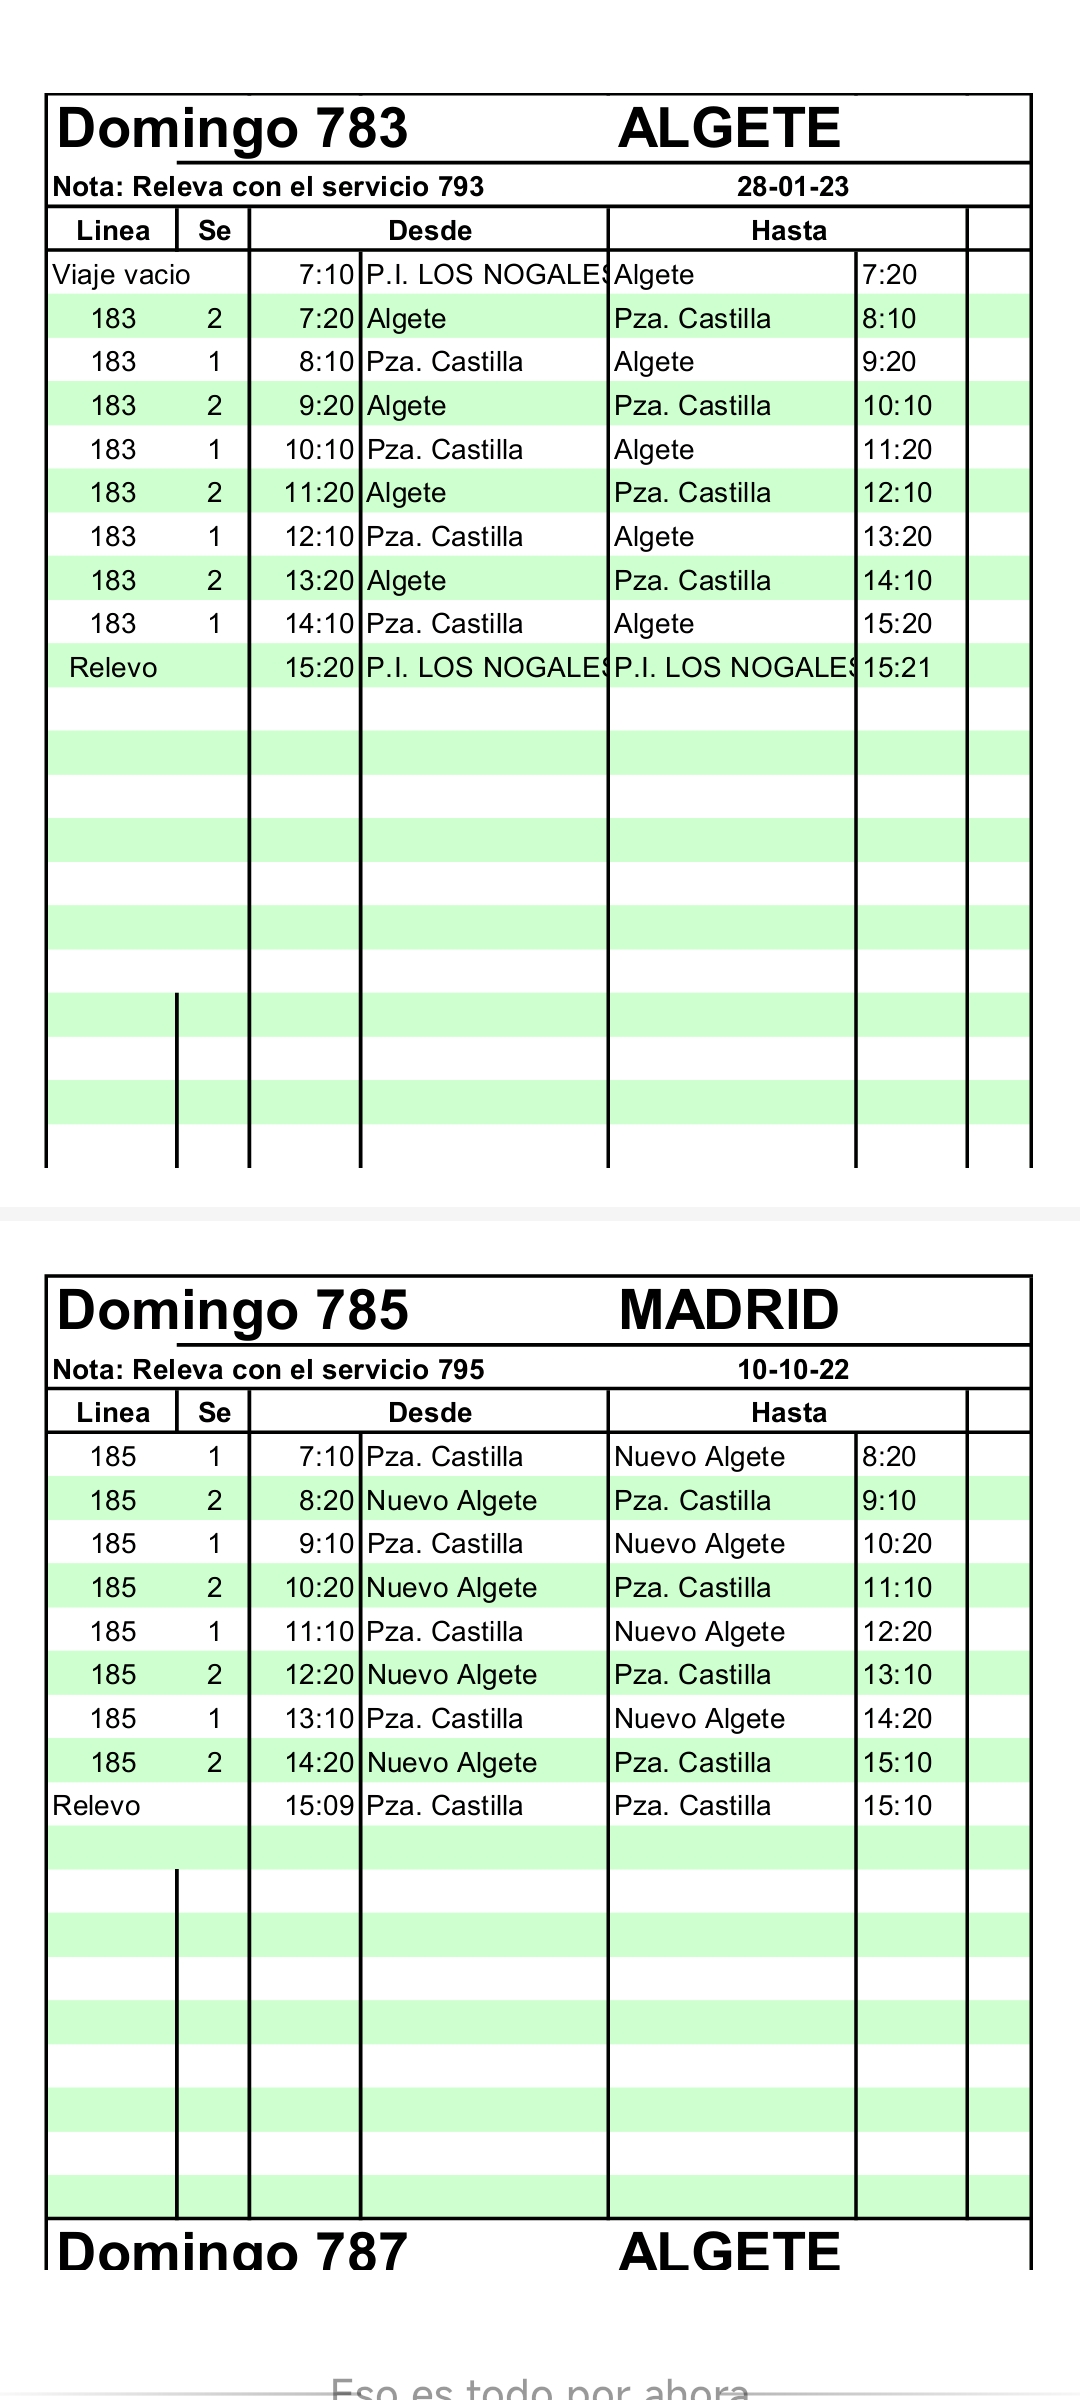 Domingo 783 ALGETE
Nota: Releva con el servicio 793 28-01-23
Linea Se Desde Hasta
Viaje vacio 7:10 P.I. LOS NOGALES Algete 7:20
183 2 7:20 Algete Pza. Castilla 8:10
183 1 8:10 Pza. Castilla Algete 9:20
183 2 9:20 Algete Pza. Castilla 10:10
183 1 10:10 Pza. Castilla Algete 11:20
183 2 11:20 Algete Pza. Castilla 12:10
183 1 12:10 Pza. Castilla Algete 13:20
183 2 13:20 Algete Pza. Castilla 14:10
183 1 14:10 Pza. Castilla Algete 15:20
Relevo 15:20 P.I. LOS NOGALES P.I. LOS NOGALES 15:21
Domingo 785 MADRID
Nota: Releva con el servicio 795 10-10-22
Linea Se Desde Hasta
185 1 7:10 Pza. Castilla Nuevo Algete 8:20
185 2 8:20 Nuevo Algete Pza. Castilla 9:10
185 1 9:10 Pza. Castilla Nuevo Algete 10:20
185 2 10:20 Nuevo Algete Pza. Castilla 11:10
185 1 11:10 Pza. Castilla Nuevo Algete 12:20
185 2 12:20 Nuevo Algete Pza. Castilla 13:10
185 1 13:10 Pza. Castilla Nuevo Algete 14:20
185 2 14:20 Nuevo Algete Pza. Castilla 15:10
Relevo 15:09 Pza. Castilla Pza. Castilla 15:10
Domingo 787 ALGETE
Eso es todo por ahora